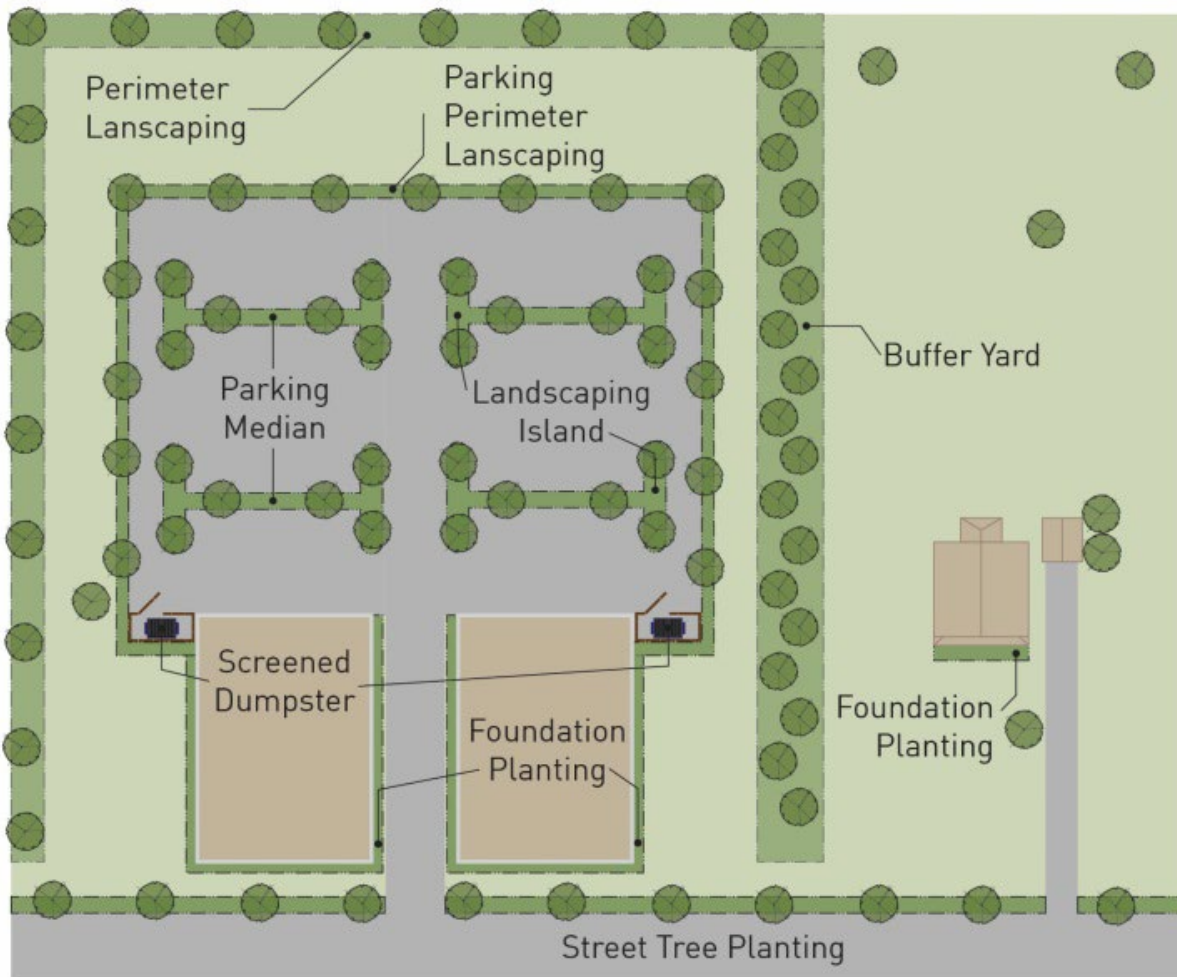 Perimeter
Lanscaping
Parking
Perimeter
Lanscaping
Buffer Yard
Parking
Median
Landscaping
Island
Screened
Dumpster
Foundation
Planting
Foundation
Planting
Street Tree Planting